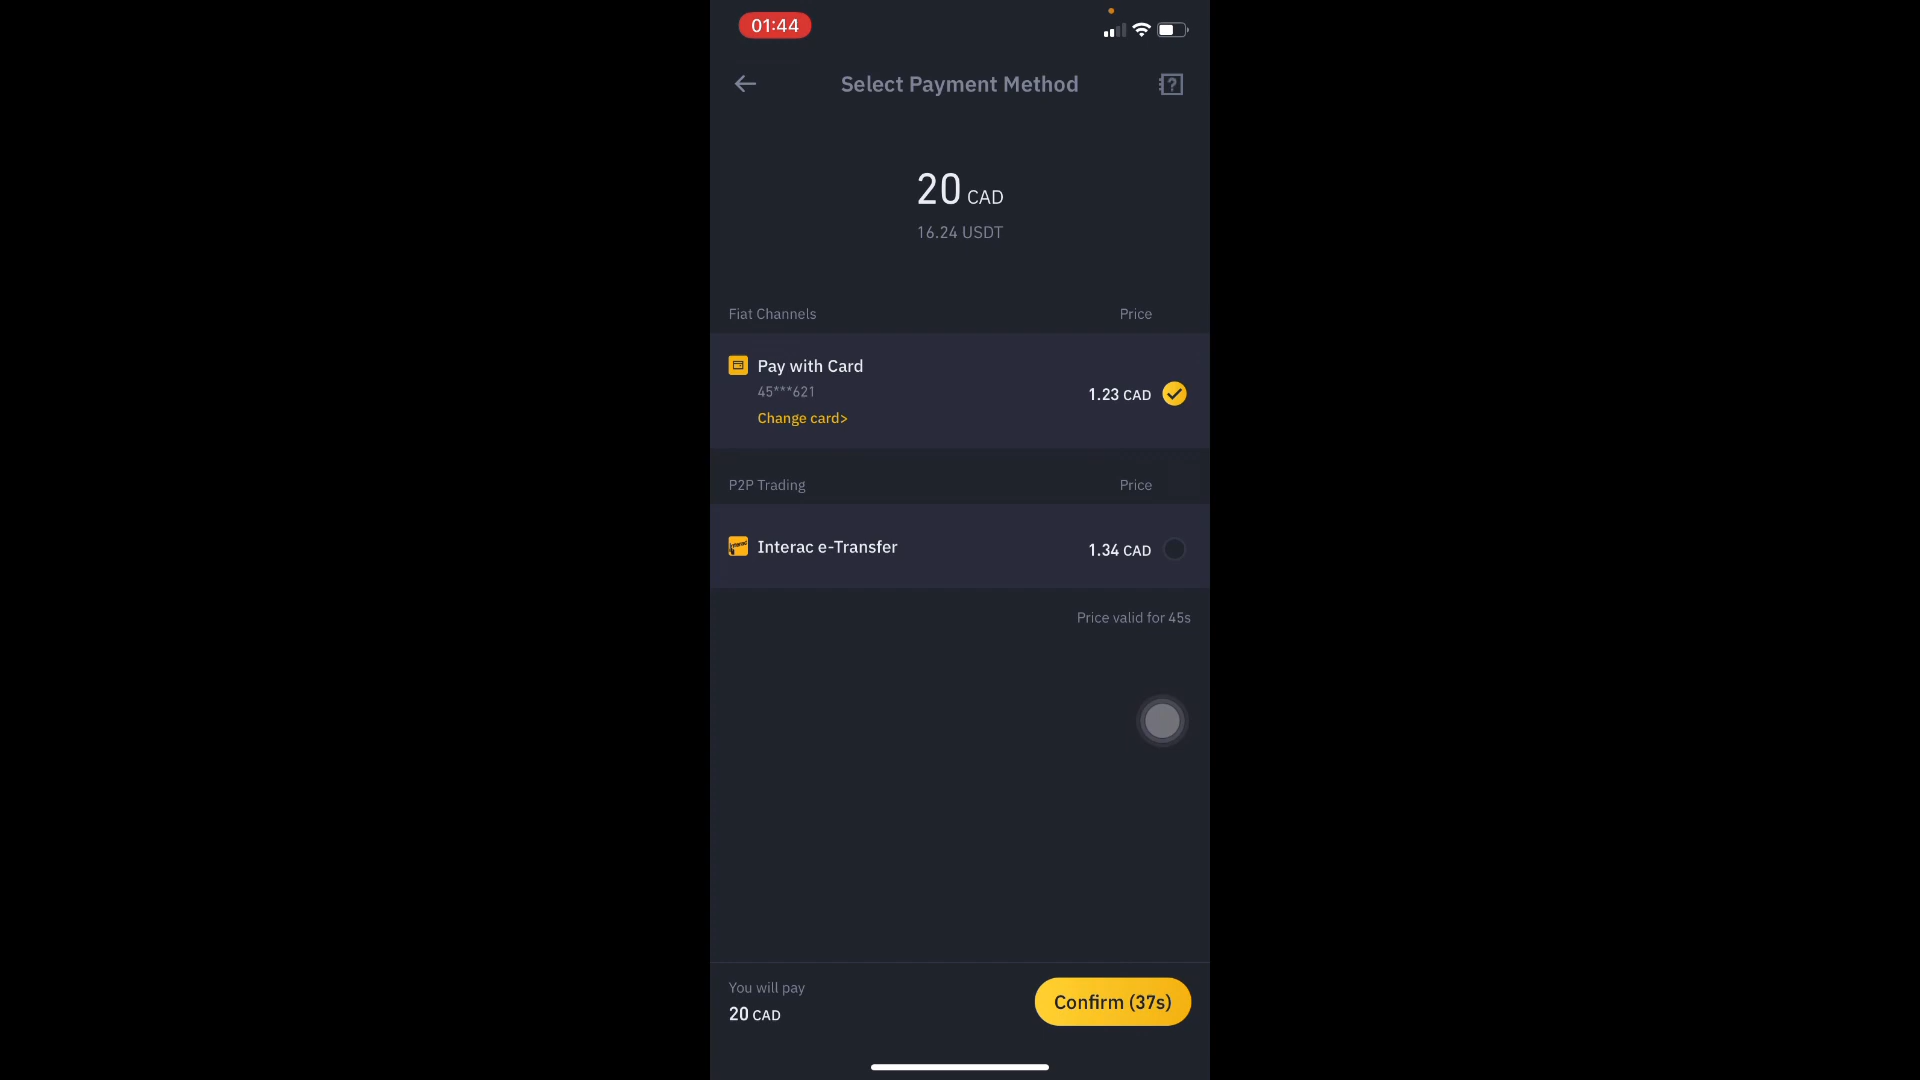 01:44
Select Payment Method
20 CAD
16.24 USDT
Fiat Channels Price
Pay with Card
45***621
1.23 CAD
Change card>
P2P Trading Price
Interac e-Transfer 1.34 CAD
Price valid for 45s
You will pay
20 CAD
Confirm (37s)